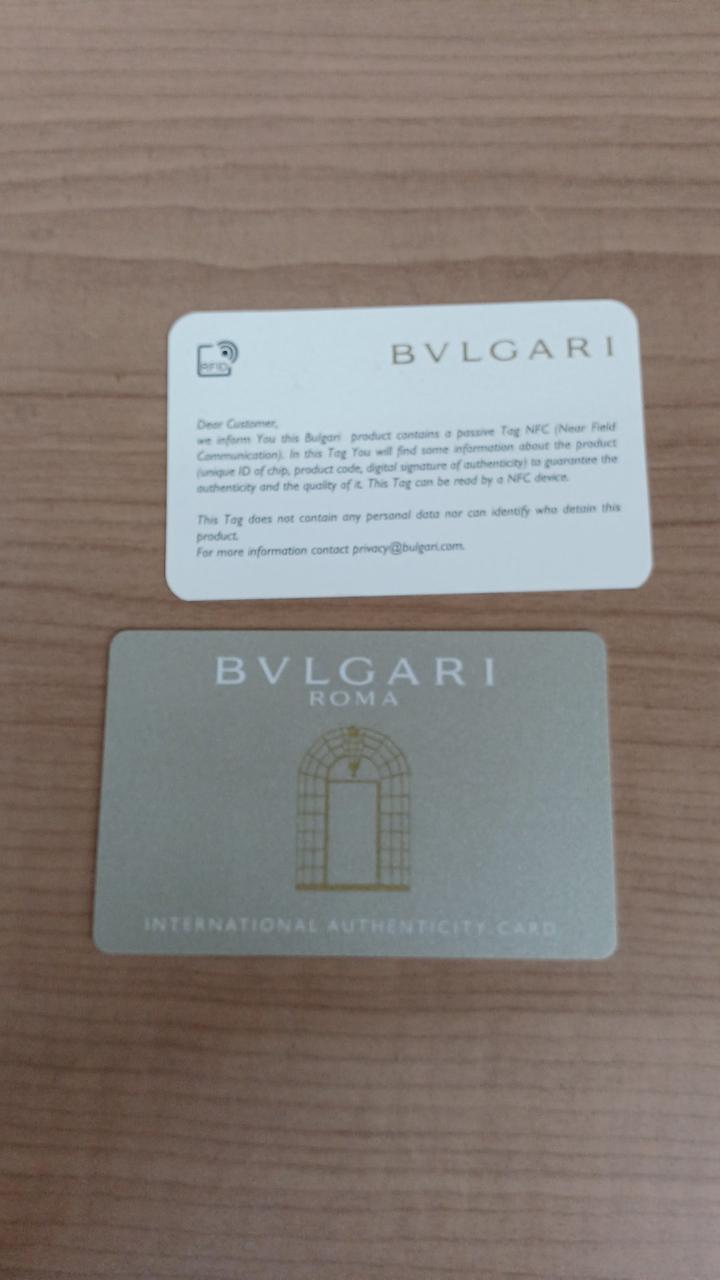 RFID
BVLGARI
Dear Customer,
we inform You this Bulgari product contains a passive Tag NFC (Near Field
Communication). In this Tag You will find some information about the product
(unique ID of chip, product code, digital signature of authenticity) to guarantee the
authenticity and the quality of it. This Tag can be read by a NFC device.
This Tag does not contain any personal data nor can identify who detain this
product.
For more information contact privacy@bulgari.com.
BVLGARI
ROMA
INTERNATIONAL AUTHENTICITY CARD